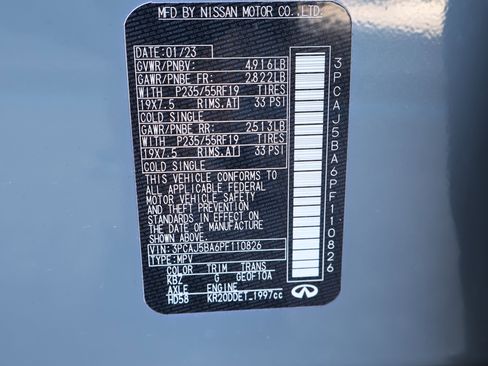 MFD BY NISSAN MOTOR CO.,LTD.
DATE: 01/23
GVWR/PNBV: 4,916LB
GAWR/PNBE FR: 2822LB
WITH P235/55RF19 TIRES
19X7.5 RIMS.AT 33 PSI
COLD SINGLE
GAWR/PNBE RR: 2513LB
WITH P235/55RF19 TIRES
19X7.5 RIMS.AT 33 PSI
COLD SINGLE
THIS VEHICLE CONFORMS TO
ALL APPLICABLE FEDERAL
MOTOR VEHICLE SAFETY
AND THEFT PREVENTION
STANDARDS IN EFFECT ON
THE DATE OF MANUFACTURE
SHOWN ABOVE.
VIN: 3PCAJ5BA6PF110826
TYPE: MPV
COLOR TRIM TRANS
KBZ G GE0F10A
AXLE ENGINE
HD58 KR20DDET_1997cc
3PCAJ5BA6PF110826